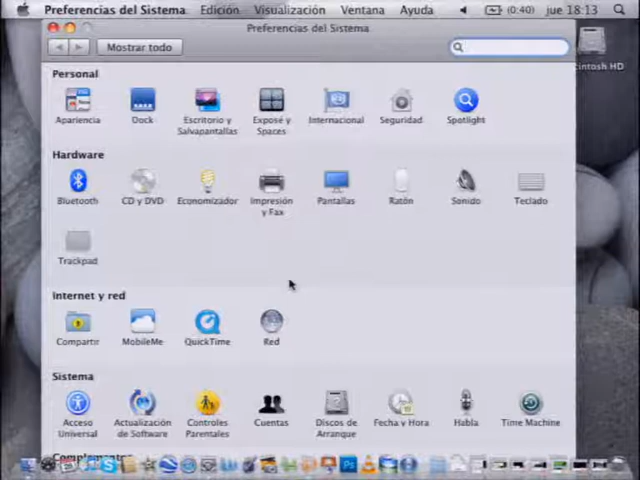 Preferencias del Sistema Edición Visualización Ventana Ayuda (0:40) jue 18:13
Preferencias del Sistema
Mostrar todo
intosh HD
Personal
Apariencia Dock Escritorio y Salvapantallas Exposé y Spaces Internacional Seguridad Spotlight
Hardware
Bluetooth CD y DVD Economizador Impresión y Fax Pantallas Ratón Sonido Teclado
Trackpad
Internet y red
Compartir MobileMe QuickTime Red
Sistema
Acceso Universal Actualización de Software Controles Parentales Cuentas Discos de Arranque Fecha y Hora Habla Time Machine